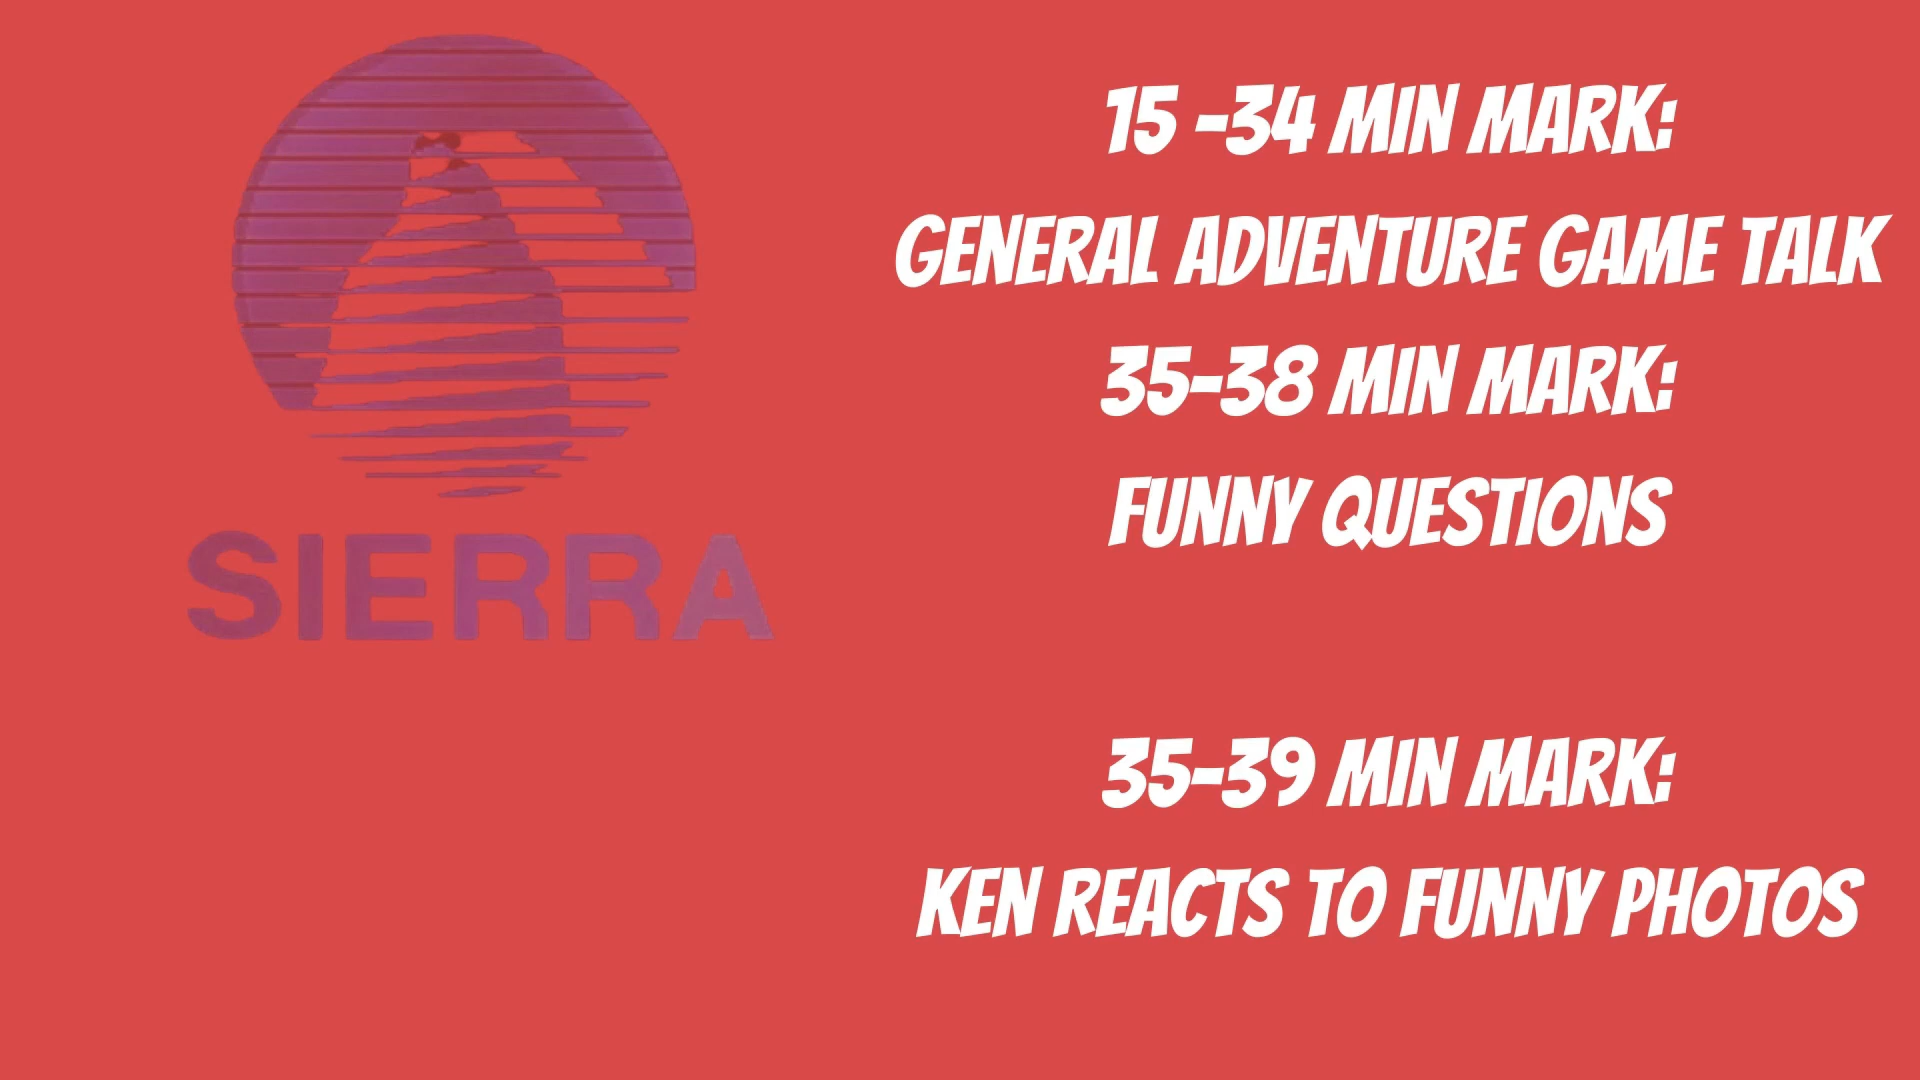 SIERRA
15 -34 MIN MARK:
GENERAL ADVENTURE GAME TALK
35-38 MIN MARK:
FUNNY QUESTIONS
35-39 MIN MARK:
KEN REACTS TO FUNNY PHOTOS